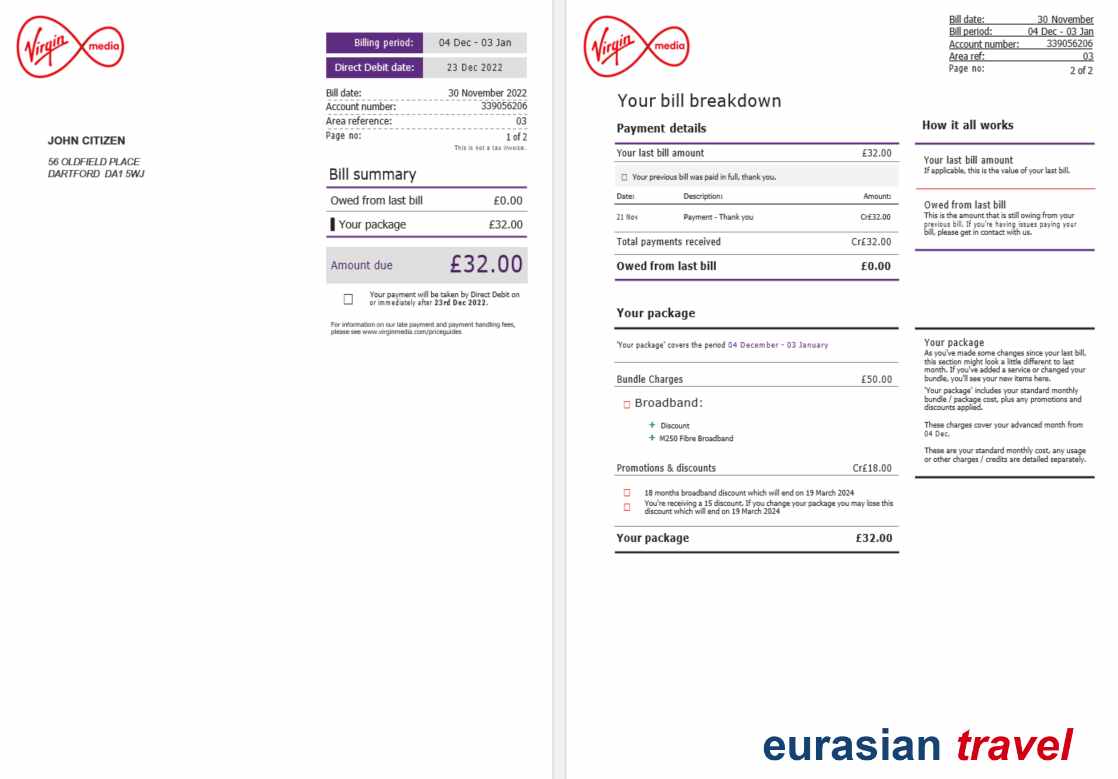 Virgin media
Billing period: 04 Dec - 03 Jan
Direct Debit date: 23 Dec 2022
Bill date: 30 November 2022
Account number: 339056206
Area reference: 03
Page no: 1 of 2
This is not a tax invoice.
JOHN CITIZEN
56 OLDFIELD PLACE
DARTFORD DA1 5WJ
Bill summary
Owed from last bill £0.00
Your package £32.00
Amount due £32.00
Your payment will be taken by Direct Debit on
or immediately after 23rd Dec 2022.
For information on our late payment and payment handling fees,
please see www.virginmedia.com/priceguides
Virgin media
Bill date: 30 November
Bill period: 04 Dec - 03 Jan
Account number: 339056206
Area ref: 03
Page no: 2 of 2
Your bill breakdown
Payment details
Your last bill amount £32.00
Your previous bill was paid in full, thank you.
Date: Description: Amount:
21 Nov Payment - Thank you Cr£32.00
Total payments received Cr£32.00
Owed from last bill £0.00
Your package
'Your package' covers the period 04 December - 03 January
Bundle Charges £50.00
Broadband:
+ Discount
+ M250 Fibre Broadband
Promotions & discounts Cr£18.00
18 months broadband discount which will end on 19 March 2024
You're receiving a 15 discount. If you change your package you may lose this
discount which will end on 19 March 2024
Your package £32.00
How it all works
Your last bill amount
If applicable, this is the value of your last bill.
Owed from last bill
This is the amount that is still owing from your
previous bill. If you're having issues paying your
bill, please get in contact with us.
Your package
As you've made some changes since your last bill,
this section might look a little different to last
month. If you've added a service or changed your
bundle, you'll see your new items here.
'Your package' includes your standard monthly
bundle / package cost, plus any promotions and
discounts applied.
These charges cover your advanced month from
04 Dec.
These are your standard monthly cost, any usage
or other charges / credits are detailed separately.
eurasian travel